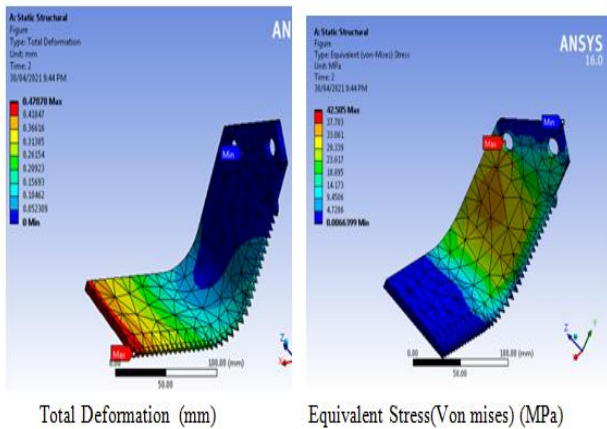 A: Static Structural
Figure
Type: Total Deformation
Unit: mm
Time: 2
30/04/2021 9:44 PM
AN
0.47078 Max
0.41847
0.36616
0.31385
0.26154
0.20923
0.15693
0.10462
0.052309
0 Min
Min
Max
0.00
100.00 (mm)
50.00
Z
X
Total Deformation (mm)
A: Static Structural
Figure
Type: Equivalent (von-Mises) Stress
Unit: MPa
Time: 2
30/04/2021 9:44 PM
ANSYS
16.0
42.505 Max
37.783
33.061
28.339
23.617
18.895
14.173
9.4506
4.7286
0.0066399 Min
Max
Min
0.00
100.00 (mm)
50.00
Z
Y
Equivalent Stress(Von mises) (MPa)